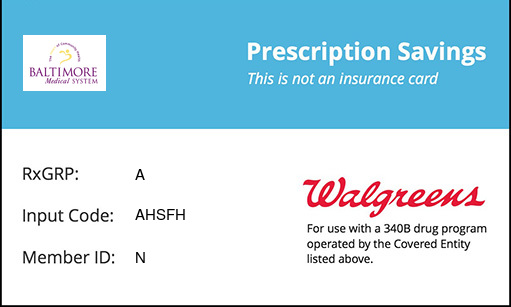 BALTIMORE
Medical SYSTEM
Prescription Savings
This is not an insurance card
RxGRP: A
Input Code: AHSFH
Member ID: N
Walgreens
For use with a 340B drug program
operated by the Covered Entity
listed above.